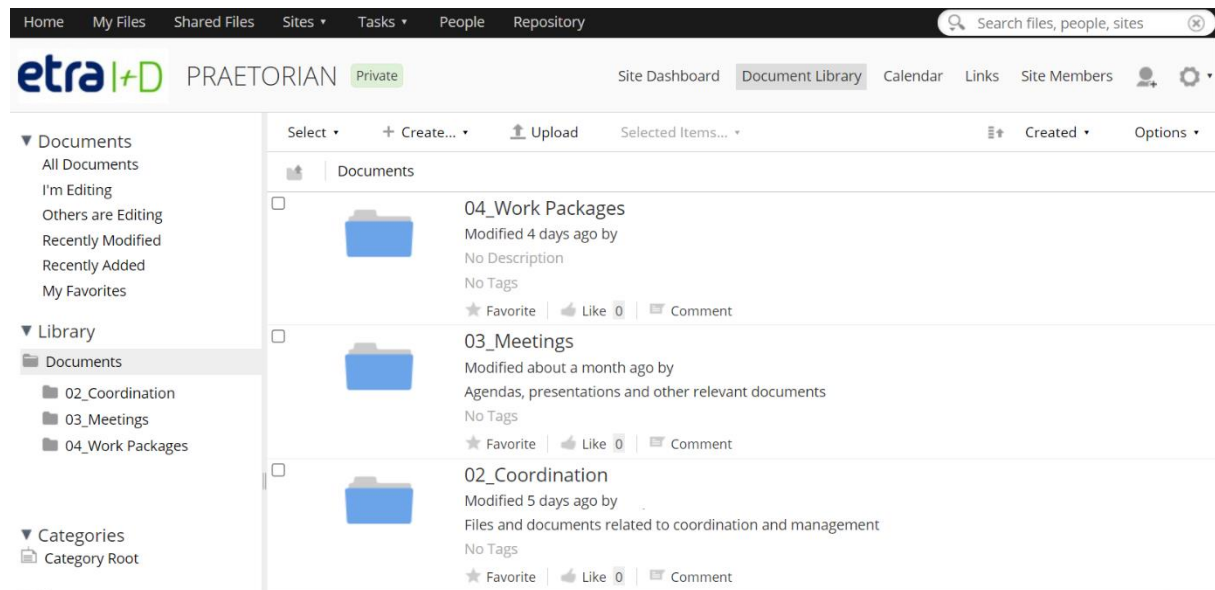 Home My Files Shared Files Sites ▾ Tasks ▾ People Repository Search files, people, sites
etra I+D PRAETORIAN Private Site Dashboard Document Library Calendar Links Site Members
Documents
All Documents
I'm Editing
Others are Editing
Recently Modified
Recently Added
My Favorites
Library
Documents
02_Coordination
03_Meetings
04_Work Packages
Categories
Category Root
Select ▾ + Create... ▾ Upload Selected Items... ▾ Created ▾ Options ▾
Documents
04_Work Packages
Modified 4 days ago by
No Description
No Tags
Favorite Like 0 Comment
03_Meetings
Modified about a month ago by
Agendas, presentations and other relevant documents
No Tags
Favorite Like 0 Comment
02_Coordination
Modified 5 days ago by
Files and documents related to coordination and management
No Tags
Favorite Like 0 Comment